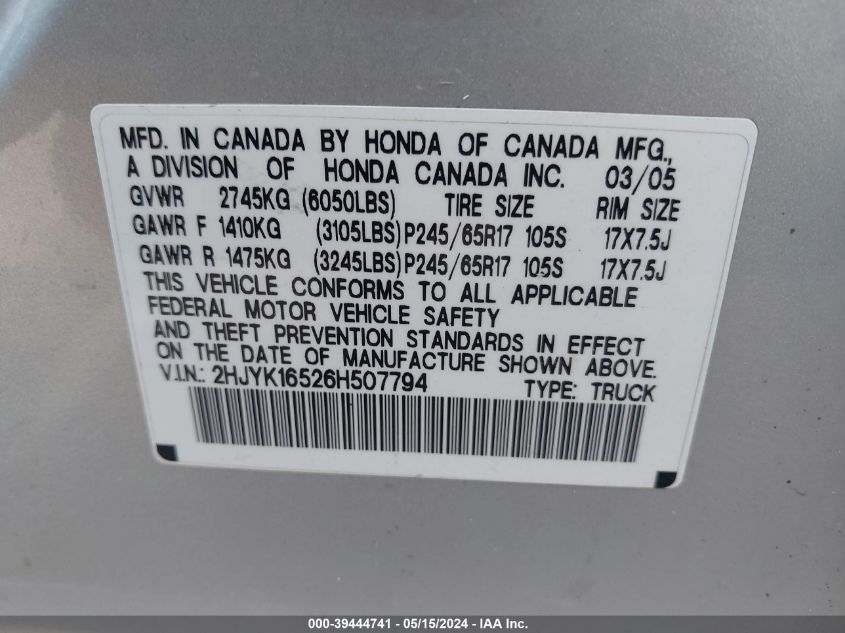 MFD. IN CANADA BY HONDA OF CANADA MFG.,
A DIVISION OF HONDA CANADA INC. 03/05
GVWR 2745KG (6050LBS) TIRE SIZE RIM SIZE
GAWR F 1410KG (3105LBS) P245/65R17 105S 17X7.5J
GAWR R 1475KG (3245LBS) P245/65R17 105S 17X7.5J
THIS VEHICLE CONFORMS TO ALL APPLICABLE
FEDERAL MOTOR VEHICLE SAFETY
AND THEFT PREVENTION STANDARDS IN EFFECT
ON THE DATE OF MANUFACTURE SHOWN ABOVE.
V.I.N.: 2HJYK16526H507794 TYPE: TRUCK
000-39444741 - 05/15/2024 - IAA Inc.